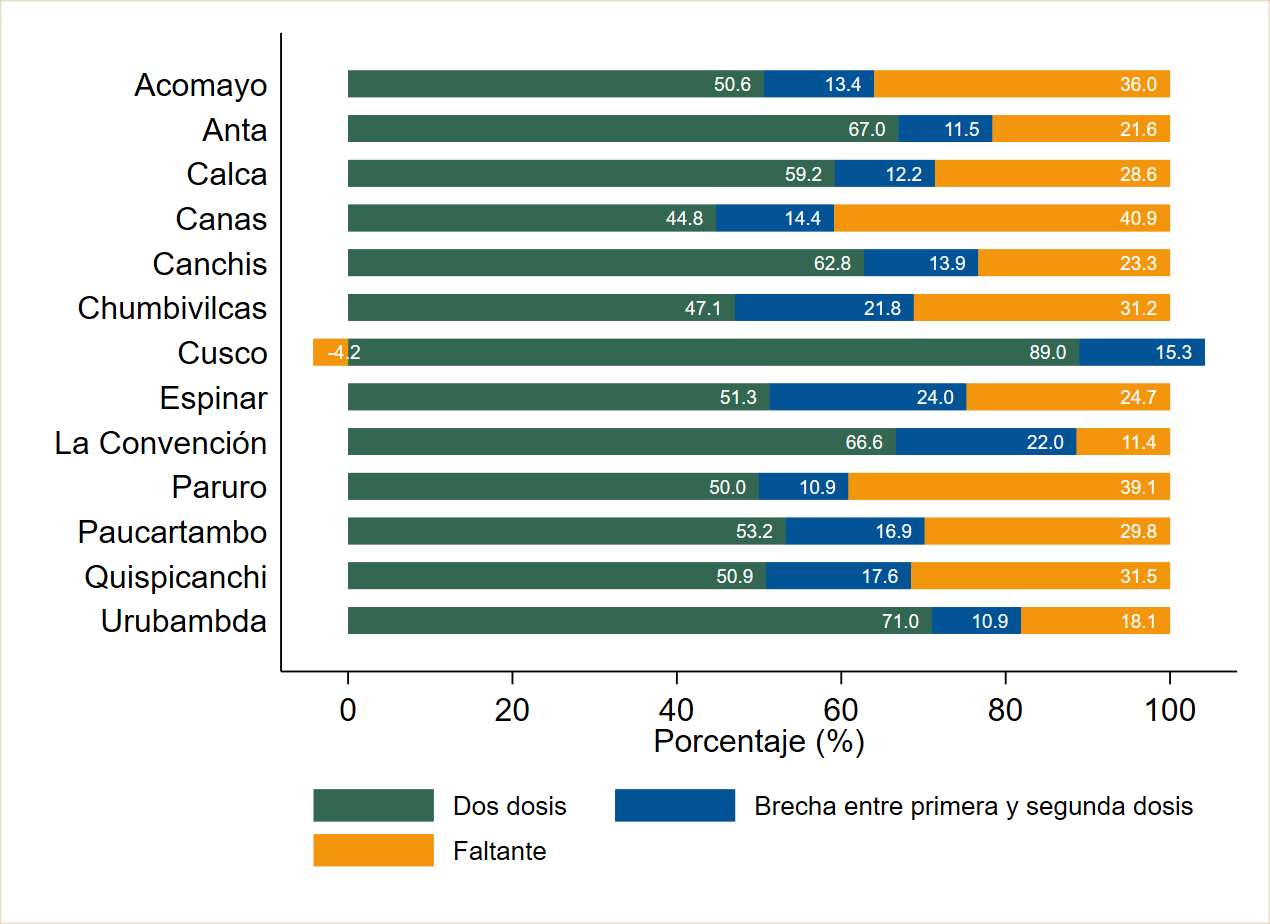 Acomayo 50.6 13.4 36.0
Anta 67.0 11.5 21.6
Calca 59.2 12.2 28.6
Canas 44.8 14.4 40.9
Canchis 62.8 13.9 23.3
Chumbivilcas 47.1 21.8 31.2
Cusco -4.2 89.0 15.3
Espinar 51.3 24.0 24.7
La Convención 66.6 22.0 11.4
Paruro 50.0 10.9 39.1
Paucartambo 53.2 16.9 29.8
Quispicanchi 50.9 17.6 31.5
Urubambda 71.0 10.9 18.1
0 20 40 60 80 100
Porcentaje (%)
Dos dosis Brecha entre primera y segunda dosis
Faltante